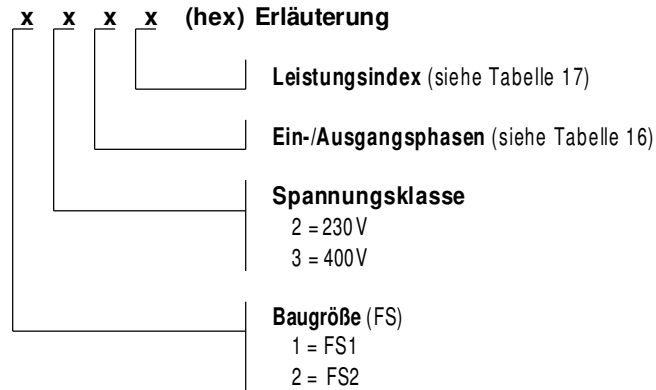 x x x x (hex) Erläuterung
Leistungsindex (siehe Tabelle 17)
Ein-/Ausgangsphasen (siehe Tabelle 16)
Spannungsklasse
2 = 230 V
3 = 400 V
Baugröße (FS)
1 = FS1
2 = FS2